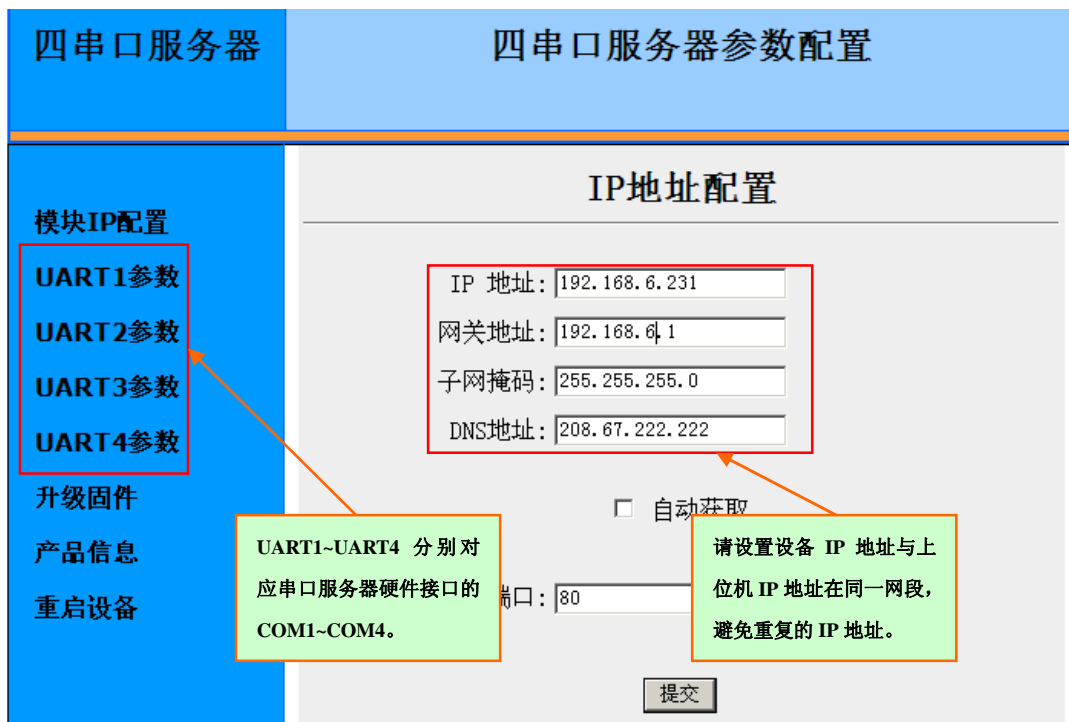 四串口服务器
四串口服务器参数配置
模块IP配置
UART1参数
UART2参数
UART3参数
UART4参数
升级固件
产品信息
重启设备
IP地址配置
IP 地址: 192.168.6.231
网关地址: 192.168.6.1
子网掩码: 255.255.255.0
DNS地址: 208.67.222.222
自动获取
端口: 80
提交
UART1~UART4 分别对
应串口服务器硬件接口的
COM1~COM4。
请设置设备 IP 地址与上
位机 IP 地址在同一网段，
避免重复的 IP 地址。